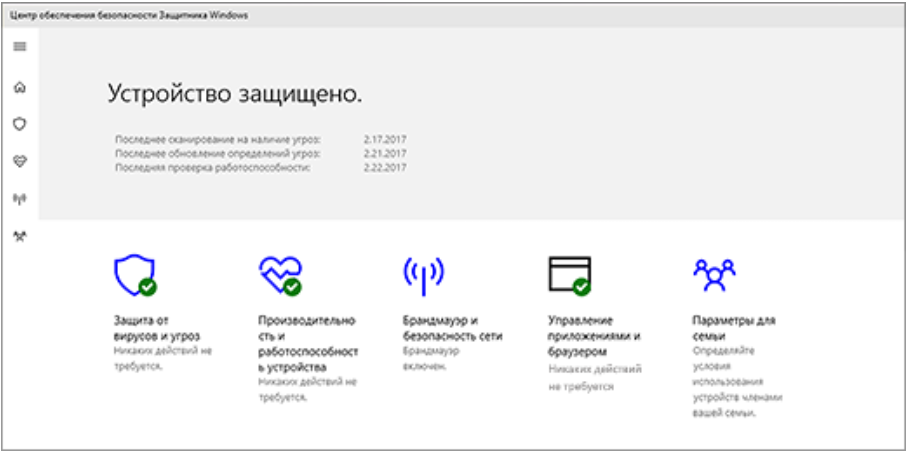 Центр обеспечения безопасности Защитника Windows
Устройство защищено.
Последнее сканирование на наличие угроз: 2.17.2017
Последнее обновление определений угроз: 2.21.2017
Последняя проверка работоспособности: 2.22.2017
Защита от
вирусов и угроз
Никаких действий не
требуется.
Производительно
сть и
работоспособност
ь устройства
Никаких действий не
требуется.
Брандмауэр и
безопасность сети
Брандмауэр
включен.
Управление
приложениями и
браузером
Никаких действий
не требуется
Параметры для
семьи
Определяйте
условия
использования
устройств членами
вашей семьи.